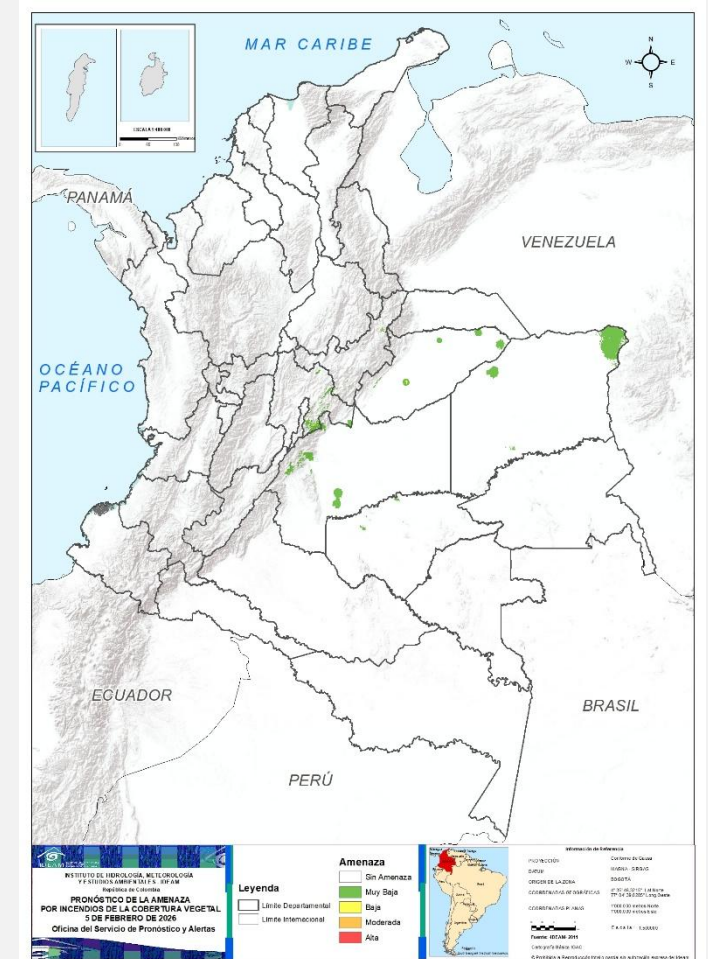 MAR CARIBE
N
W
E
S
PANAMÁ
VENEZUELA
OCÉANO
PACÍFICO
ECUADOR
BRASIL
PERÚ
INSTITUTO DE HIDROLOGÍA, METEOROLOGÍA
Y ESTUDIOS AMBIENTALES - IDEAM
República de Colombia
PRONÓSTICO DE LA AMENAZA
POR INCENDIOS DE LA COBERTURA VEGETAL
5 DE FEBRERO DE 2026
Oficina del Servicio de Pronóstico y Alertas
Leyenda
Límite Departamental
Límite Internacional
Amenaza
Sin Amenaza
Muy Baja
Baja
Moderada
Alta
Información de Referencia
PROYECCIÓN
DATUM
ORIGEN DE LA ZONA
BOGOTÁ
COORDENADAS GEOGRÁFICAS
COORDENADAS PLANAS
Fuente: IDEAM- 2011